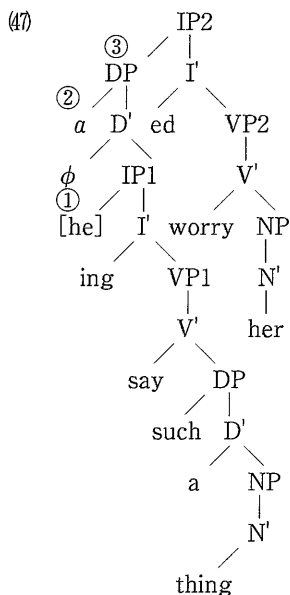 (47)
IP2
③
DP I'
②
a D' ed VP2
φ IP1 V'
①
[he] I' worry NP
ing VP1 N'
V' her
say DP
such D'
a NP
N'
thing